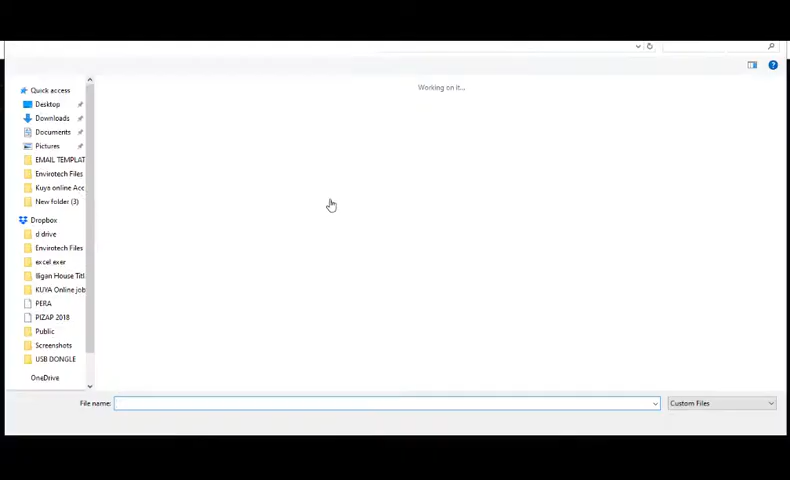 Working on it...
Quick access
Desktop
Downloads
Documents
Pictures
EMAIL TEMPLAT
Envirotech Files
Kuya online Acc
New folder (3)
Dropbox
d drive
Envirotech Files
excel exer
Iligan House Titl
KUYA Online job
PERA
PIZAP 2018
Public
Screenshots
USB DONGLE
OneDrive
File name:
Custom Files